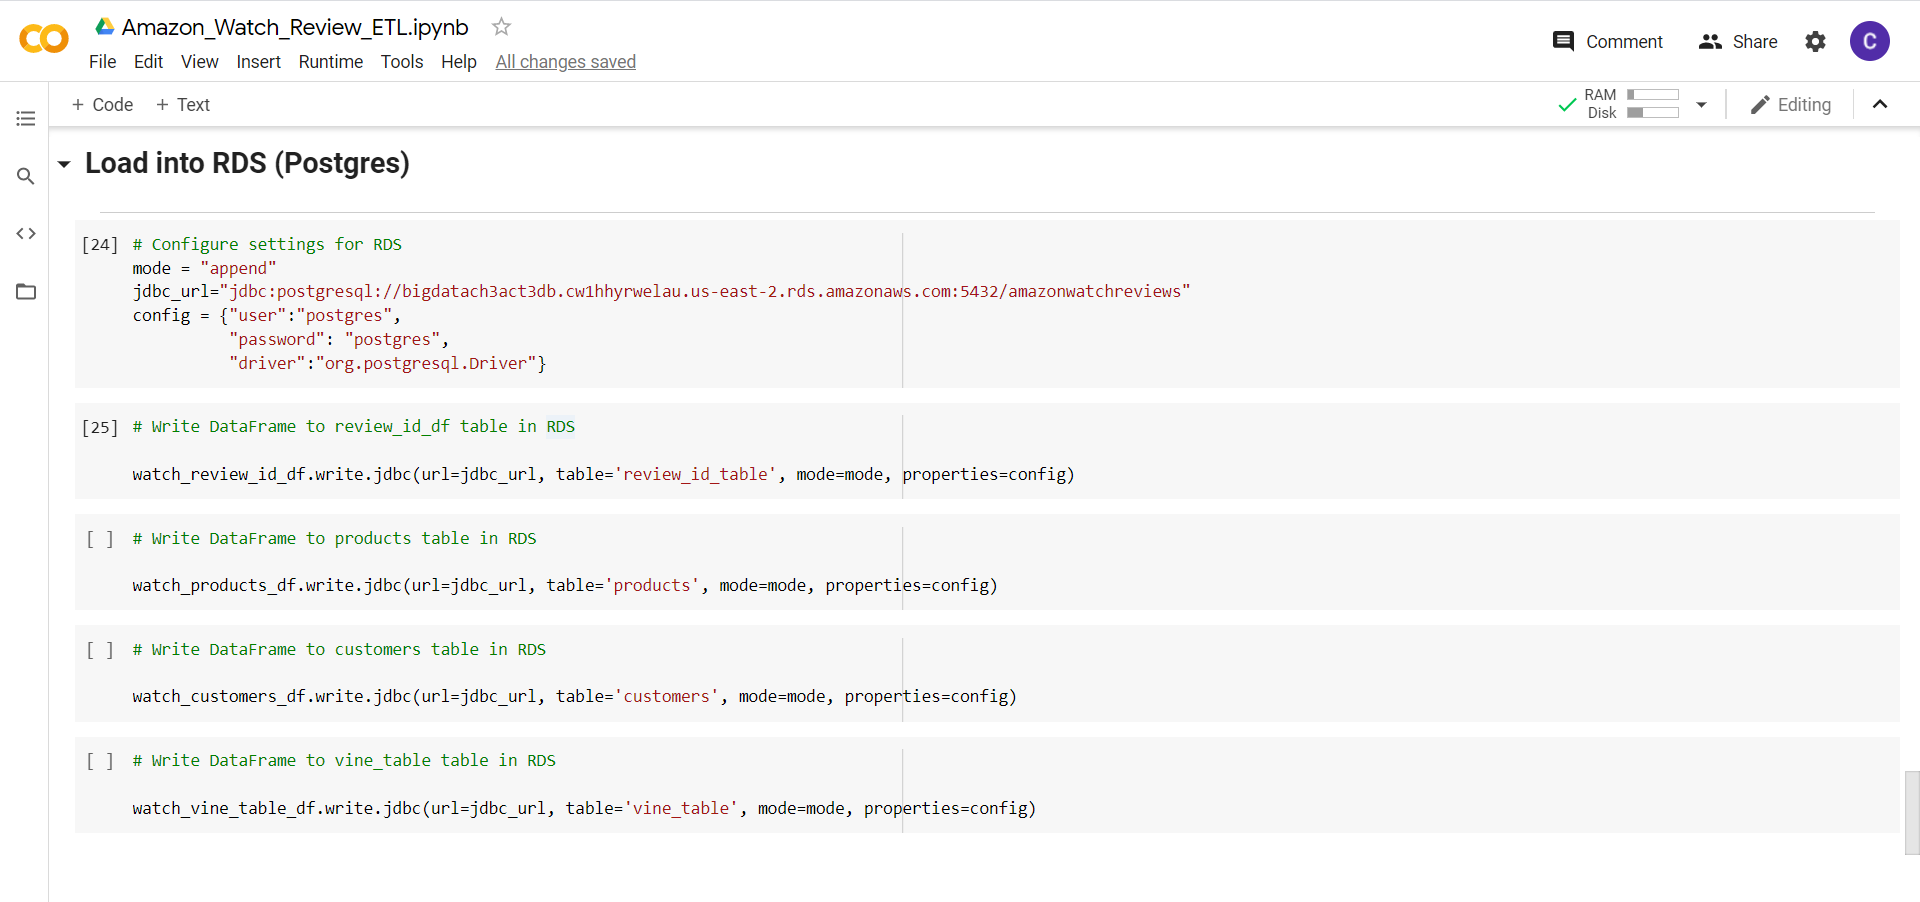 Amazon_Watch_Review_ETL.ipynb
File Edit View Insert Runtime Tools Help All changes saved
Comment Share C
+ Code + Text
RAM
Disk
Editing
Load into RDS (Postgres)
[24] # Configure settings for RDS
mode = "append"
jdbc_url="jdbc:postgresql://bigdatach3act3db.cw1hhyrwelau.us-east-2.rds.amazonaws.com:5432/amazonwatchreviews"
config = {"user":"postgres",
"password": "postgres",
"driver":"org.postgresql.Driver"}
[25] # Write DataFrame to review_id_df table in RDS
watch_review_id_df.write.jdbc(url=jdbc_url, table='review_id_table', mode=mode, properties=config)
[ ] # Write DataFrame to products table in RDS
watch_products_df.write.jdbc(url=jdbc_url, table='products', mode=mode, properties=config)
[ ] # Write DataFrame to customers table in RDS
watch_customers_df.write.jdbc(url=jdbc_url, table='customers', mode=mode, properties=config)
[ ] # Write DataFrame to vine_table table in RDS
watch_vine_table_df.write.jdbc(url=jdbc_url, table='vine_table', mode=mode, properties=config)